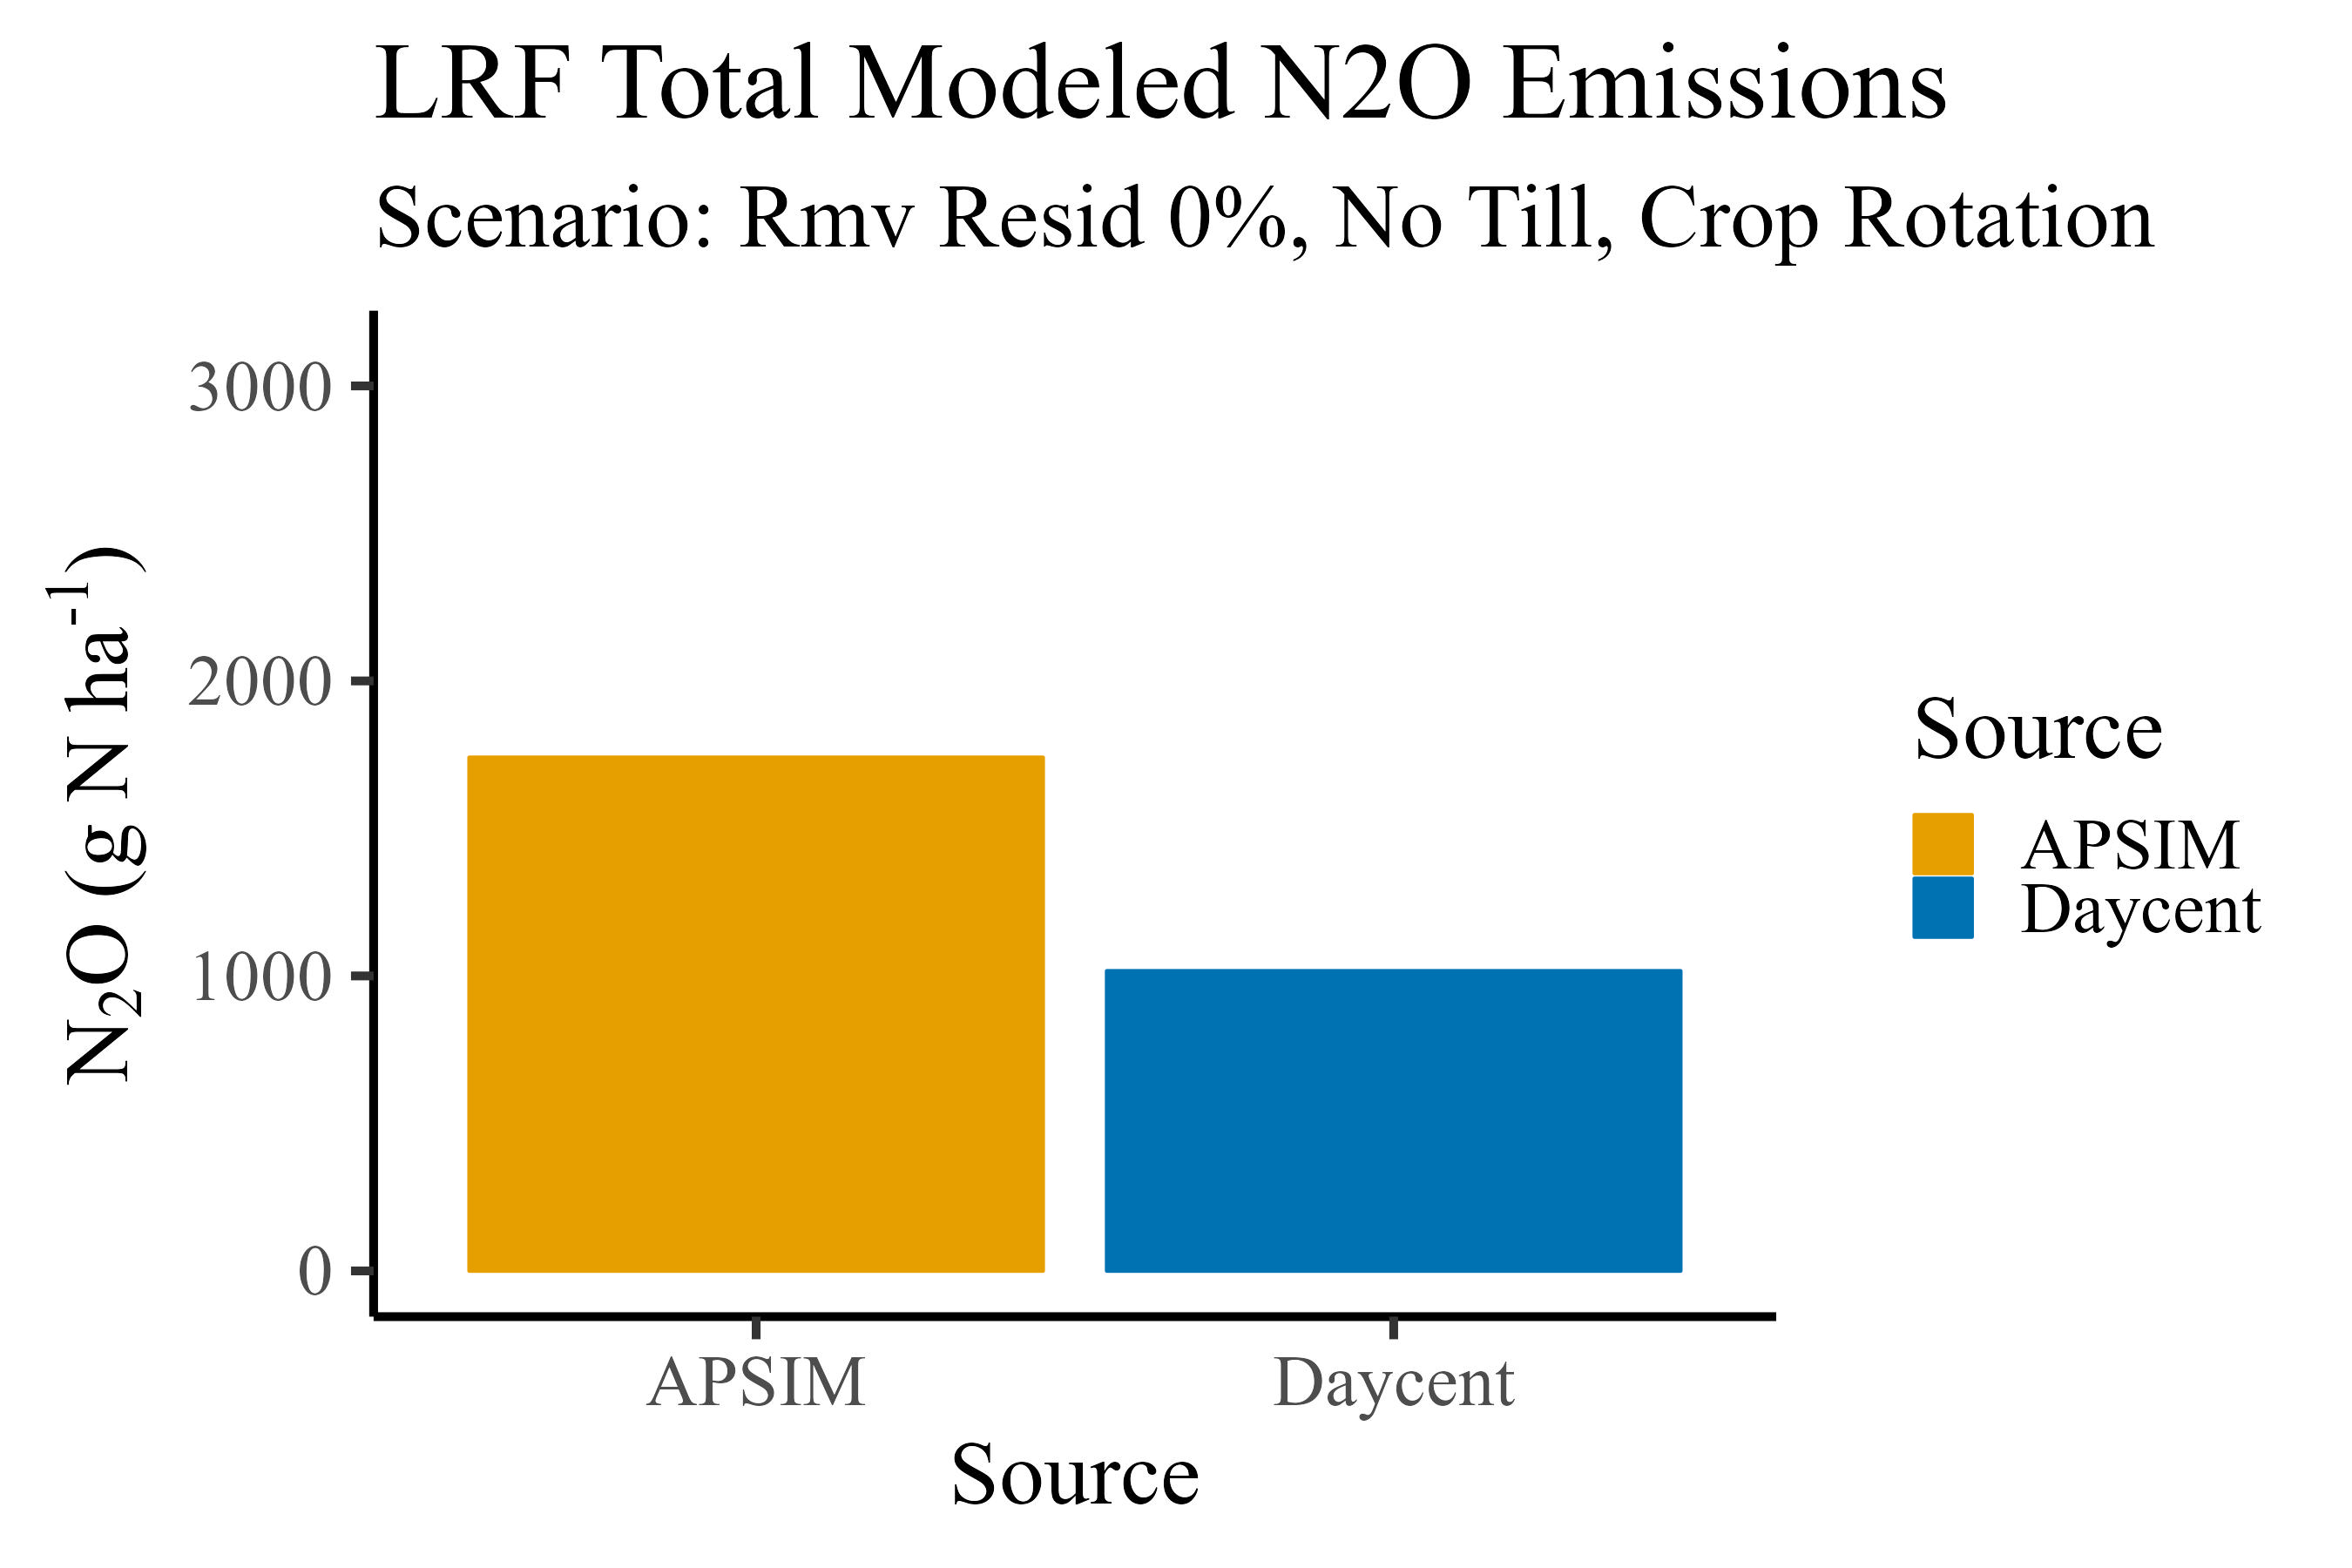 LRF Total Modeled N2O Emissions
Scenario: Rmv Resid 0%, No Till, Crop Rotation
N₂O (g N ha⁻¹)
3000
2000
1000
0
APSIM
Daycent
Source
Source
APSIM
Daycent